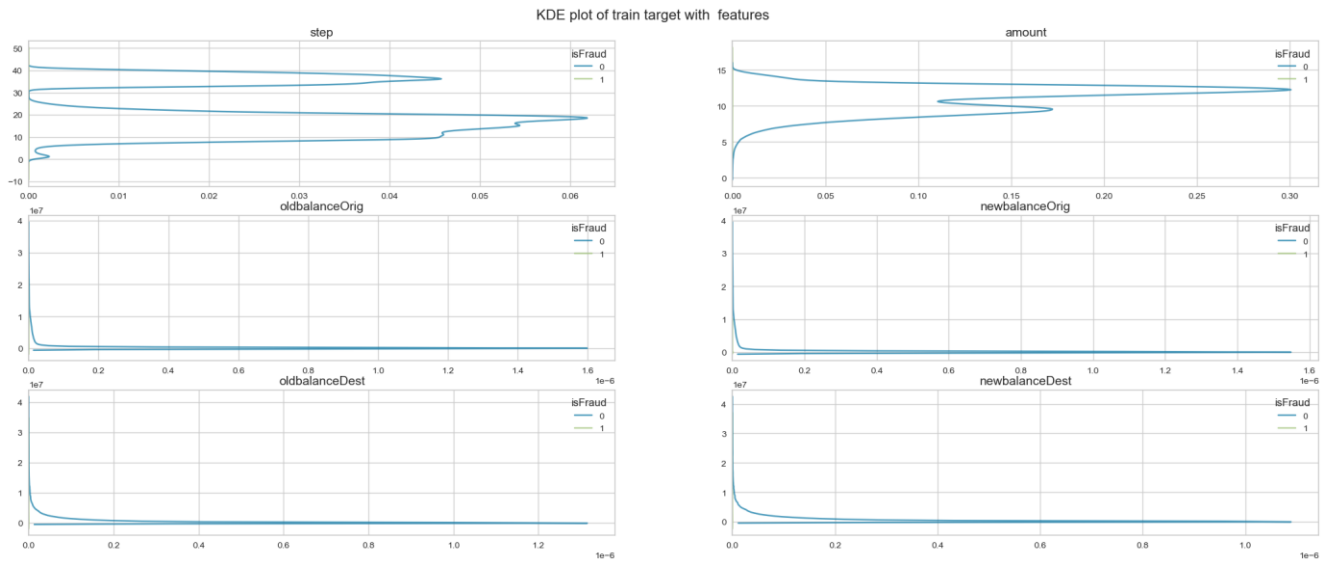 KDE plot of train target with  features
step
50
40
30
20
10
0
−10
0.00 0.01 0.02 0.03 0.04 0.05 0.06
isFraud
0
1
amount
15
10
5
0
0.00 0.05 0.10 0.15 0.20 0.25 0.30
isFraud
0
1
oldbalanceOrig
1e7
4
3
2
1
0
0.0 0.2 0.4 0.6 0.8 1.0 1.2 1.4 1.6
1e−6
isFraud
0
1
newbalanceOrig
1e7
4
3
2
1
0
0.0 0.2 0.4 0.6 0.8 1.0 1.2 1.4 1.6
1e−6
isFraud
0
1
oldbalanceDest
1e7
4
3
2
1
0
0.0 0.2 0.4 0.6 0.8 1.0 1.2
1e−6
isFraud
0
1
newbalanceDest
1e7
4
3
2
1
0
0.0 0.2 0.4 0.6 0.8 1.0
1e−6
isFraud
0
1